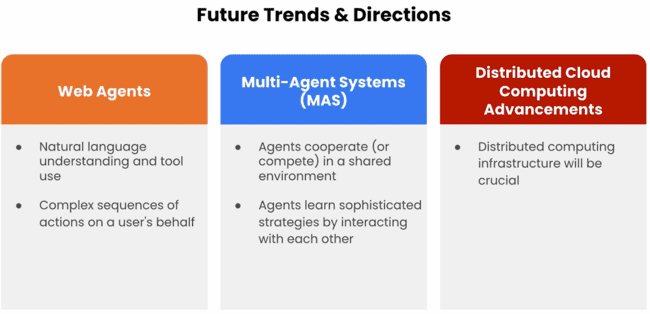 Future Trends & Directions
Web Agents
● Natural language
understanding and tool
use
● Complex sequences of
actions on a user's behalf
Multi-Agent Systems
(MAS)
● Agents cooperate (or
compete) in a shared
environment
● Agents learn sophisticated
strategies by interacting
with each other
Distributed Cloud
Computing
Advancements
● Distributed computing
infrastructure will be
crucial